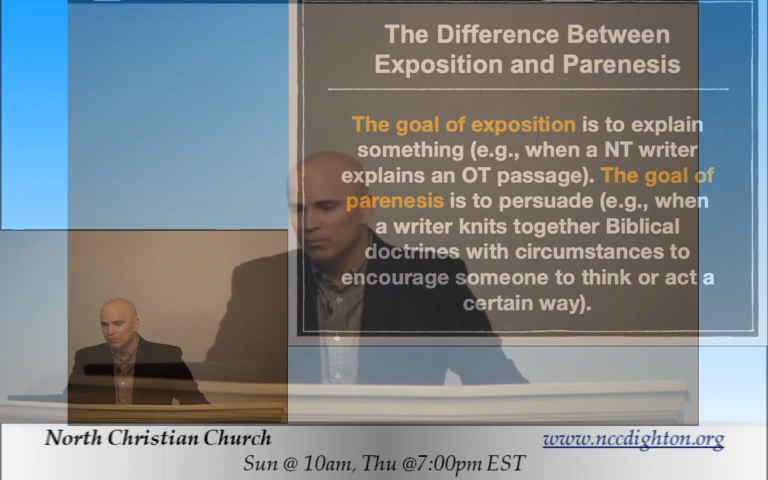 The Difference Between
Exposition and Parenesis
The goal of exposition is to explain
something (e.g., when a NT writer
explains an OT passage). The goal of
parenesis is to persuade (e.g., when
a writer knits together Biblical
doctrines with circumstances to
encourage someone to think or act a
certain way).
North Christian Church
www.nccdighton.org
Sun @ 10am, Thu @7:00pm EST